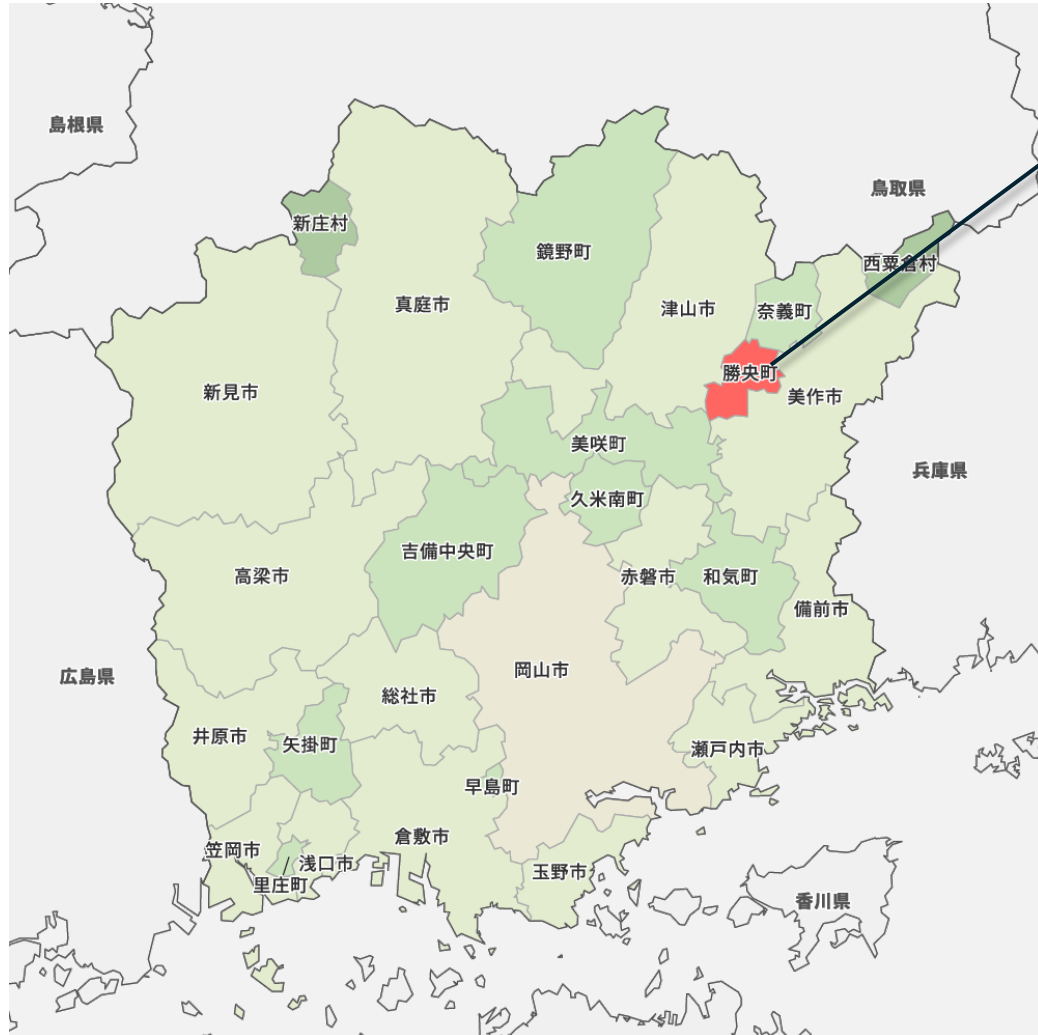 島根県
鳥取県
新庄村
鏡野町
西粟倉村
真庭市
津山市
奈義町
勝央町
新見市
美作市
美咲町
兵庫県
久米南町
吉備中央町
高梁市
赤磐市
和気町
備前市
広島県
岡山市
総社市
井原市
矢掛町
瀬戸内市
早島町
倉敷市
笠岡市
浅口市
里庄町
玉野市
香川県